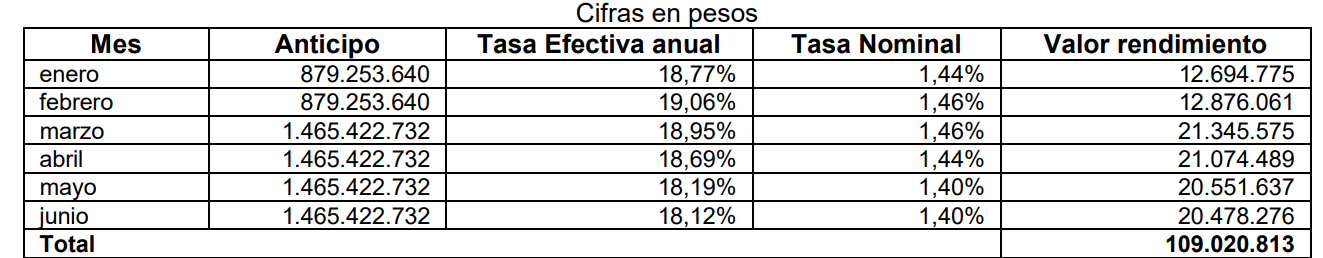 Cifras en pesos
Mes Anticipo Tasa Efectiva anual Tasa Nominal Valor rendimiento
enero 879.253.640 18,77% 1,44% 12.694.775
febrero 879.253.640 19,06% 1,46% 12.876.061
marzo 1.465.422.732 18,95% 1,46% 21.345.575
abril 1.465.422.732 18,69% 1,44% 21.074.489
mayo 1.465.422.732 18,19% 1,40% 20.551.637
junio 1.465.422.732 18,12% 1,40% 20.478.276
Total 109.020.813